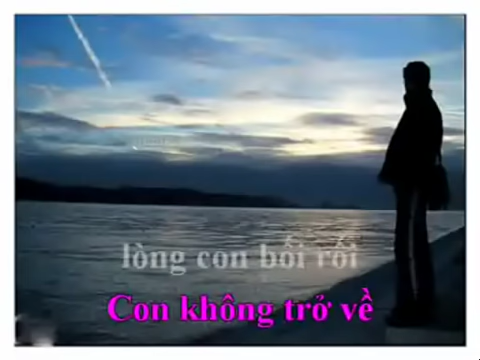 lòng con bối rối
Con không trở về